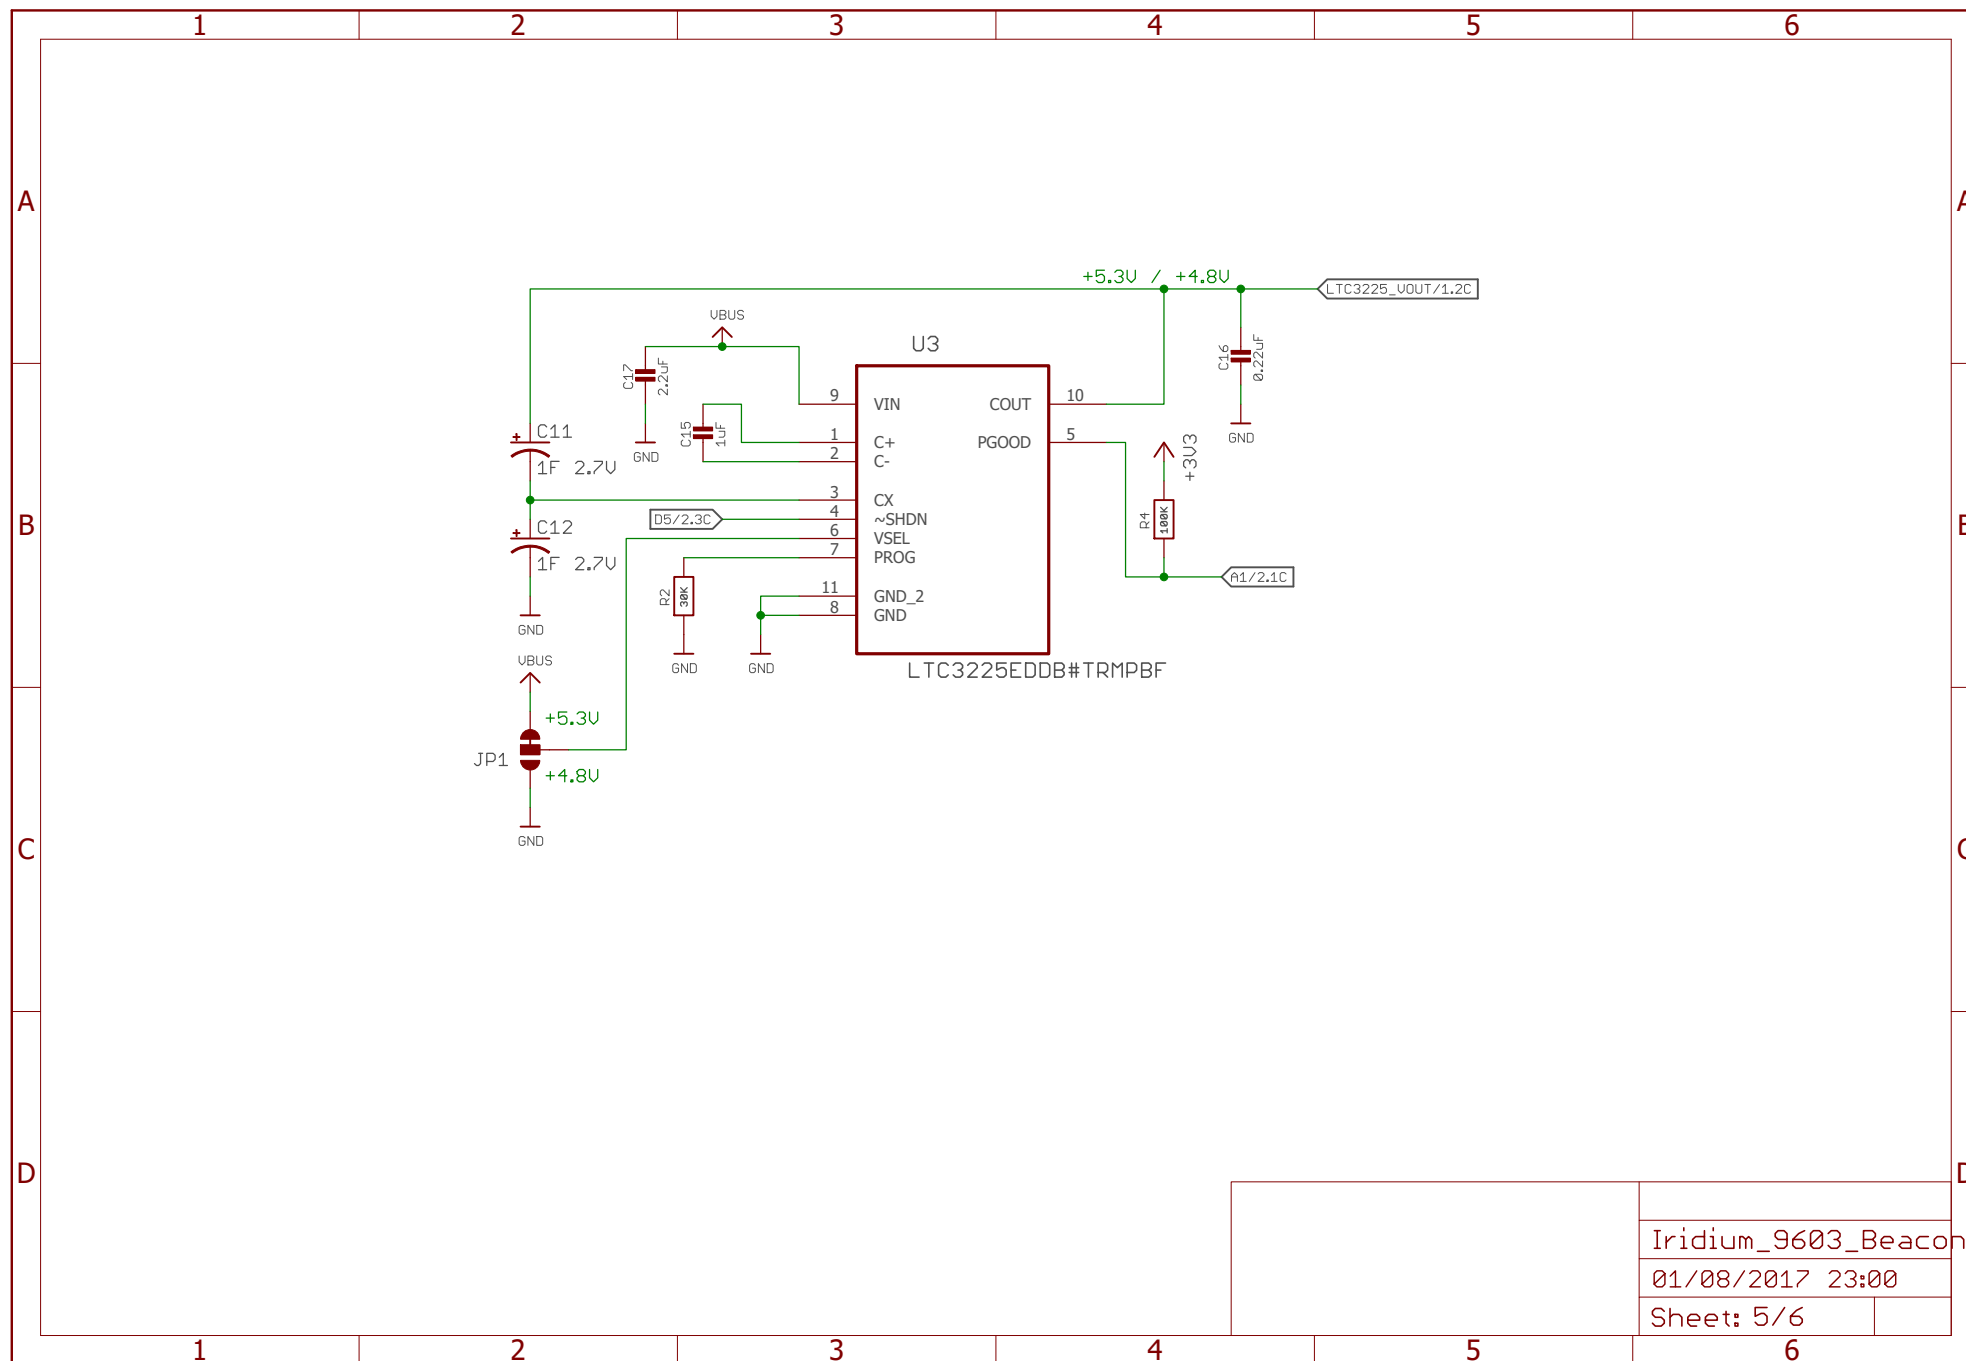 1 2 3 4 5 6
A A
+5.3V / +4.8V
LTC3225_VOUT/1.2C
VBUS
U3
C17 2.2uF
C16 0.22uF
9 VIN COUT 10
C15 1uF
1 C+ PGOOD 5
2 C-
GND
GND
+3V3
C11
1F 2.7V
3 CX
D5/2.3C
4 ~SHDN
R4 100K
B B
C12
6 VSEL
7 PROG
1F 2.7V
A1/2.1C
R2 30K
11 GND_2
8 GND
GND
GND
GND
VBUS
LTC3225EDDB#TRMPBF
+5.3V
JP1
+4.8V
GND
C C
D D
Iridium_9603_Beacon
01/08/2017 23:00
Sheet: 5/6
1 2 3 4 5 6